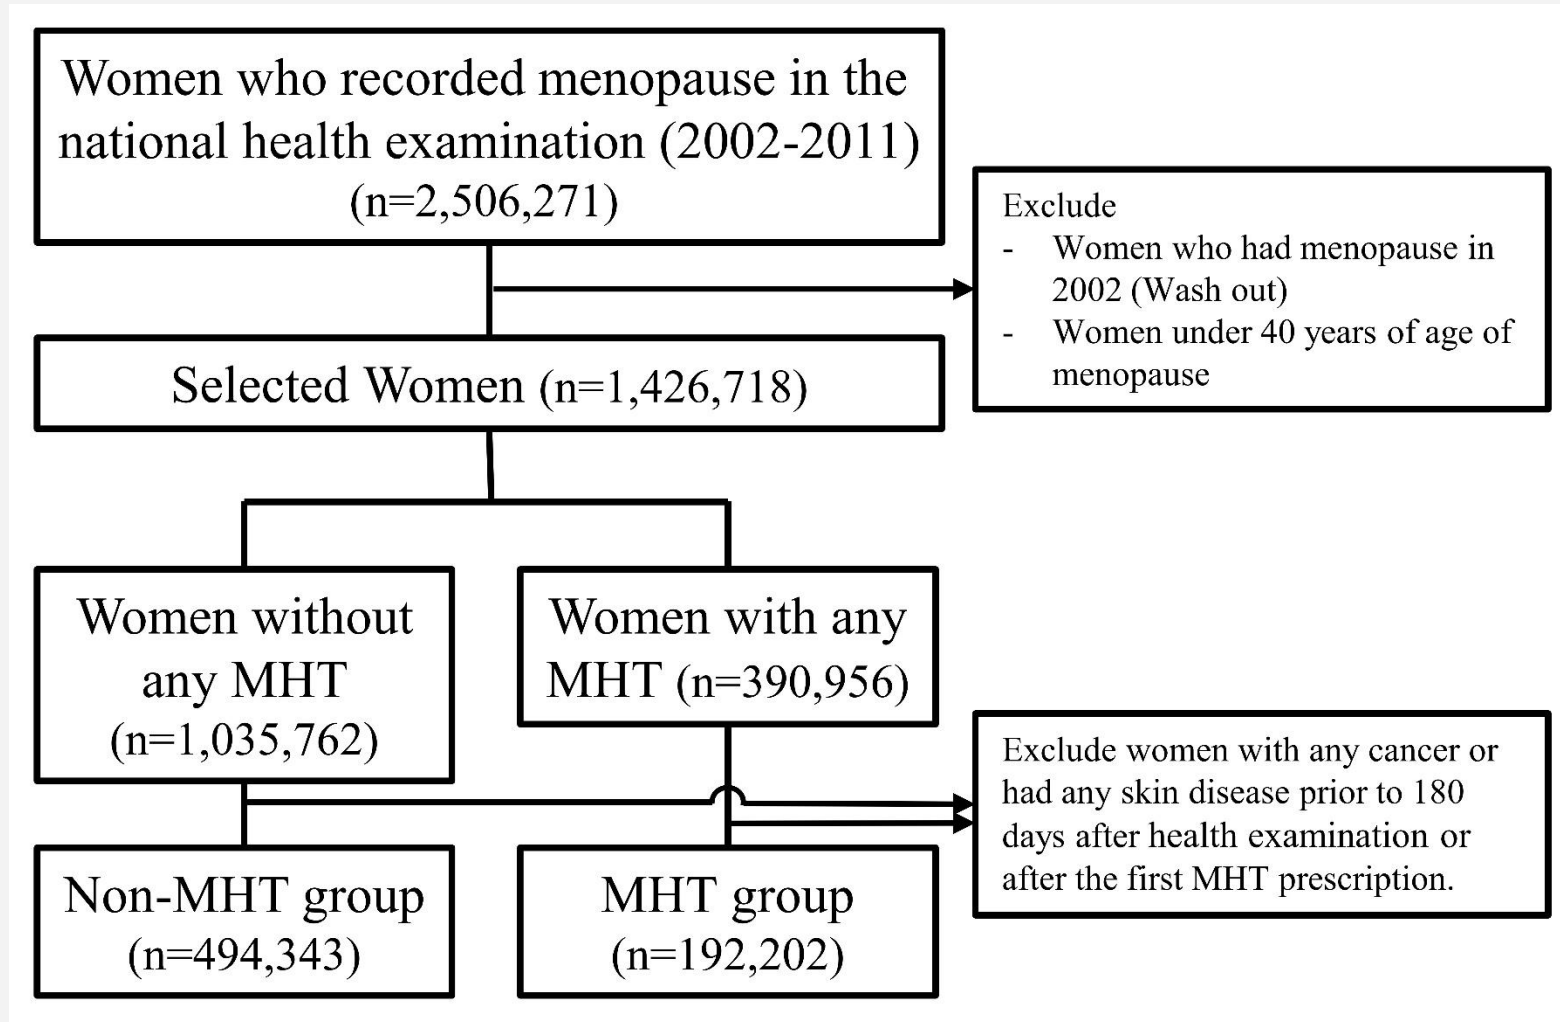 Women who recorded menopause in the
national health examination (2002-2011)
(n=2,506,271)
Exclude
- Women who had menopause in
2002 (Wash out)
- Women under 40 years of age of
menopause
Selected Women (n=1,426,718)
Women without
any MHT
(n=1,035,762)
Women with any
MHT (n=390,956)
Exclude women with any cancer or
had any skin disease prior to 180
days after health examination or
after the first MHT prescription.
Non-MHT group
(n=494,343)
MHT group
(n=192,202)